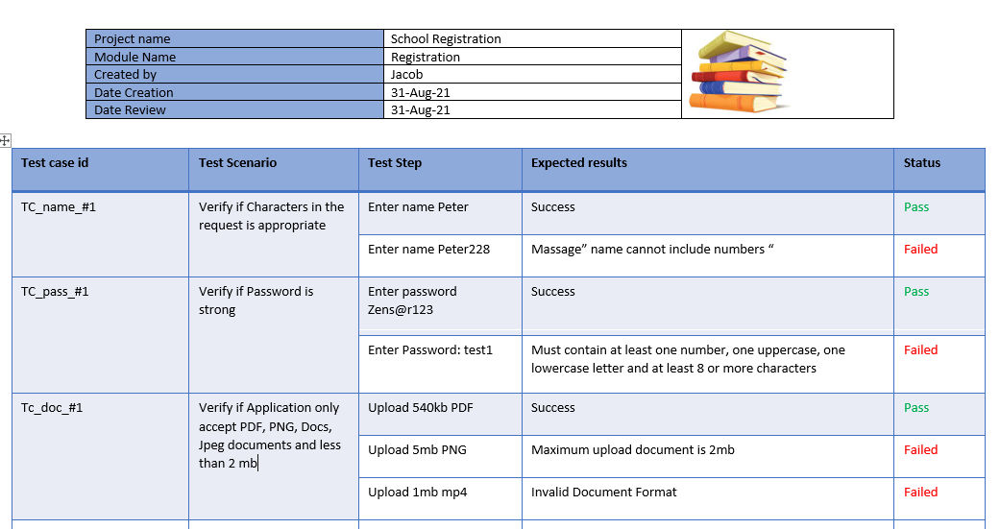 Project name School Registration
Module Name Registration
Created by Jacob
Date Creation 31-Aug-21
Date Review 31-Aug-21
Test case id Test Scenario Test Step Expected results Status
TC_name_#1 Verify if Characters in the Enter name Peter Success Pass
request is appropriate
Enter name Peter228 Massage” name cannot include numbers “ Failed
TC_pass_#1 Verify if Password is Enter password Success Pass
strong Zens@r123
Enter Password: test1 Must contain at least one number, one uppercase, one Failed
lowercase letter and at least 8 or more characters
Tc_doc_#1 Verify if Application only Upload 540kb PDF Success Pass
accept PDF, PNG, Docs,
Jpeg documents and less Upload 5mb PNG Maximum upload document is 2mb Failed
than 2 mb
Upload 1mb mp4 Invalid Document Format Failed